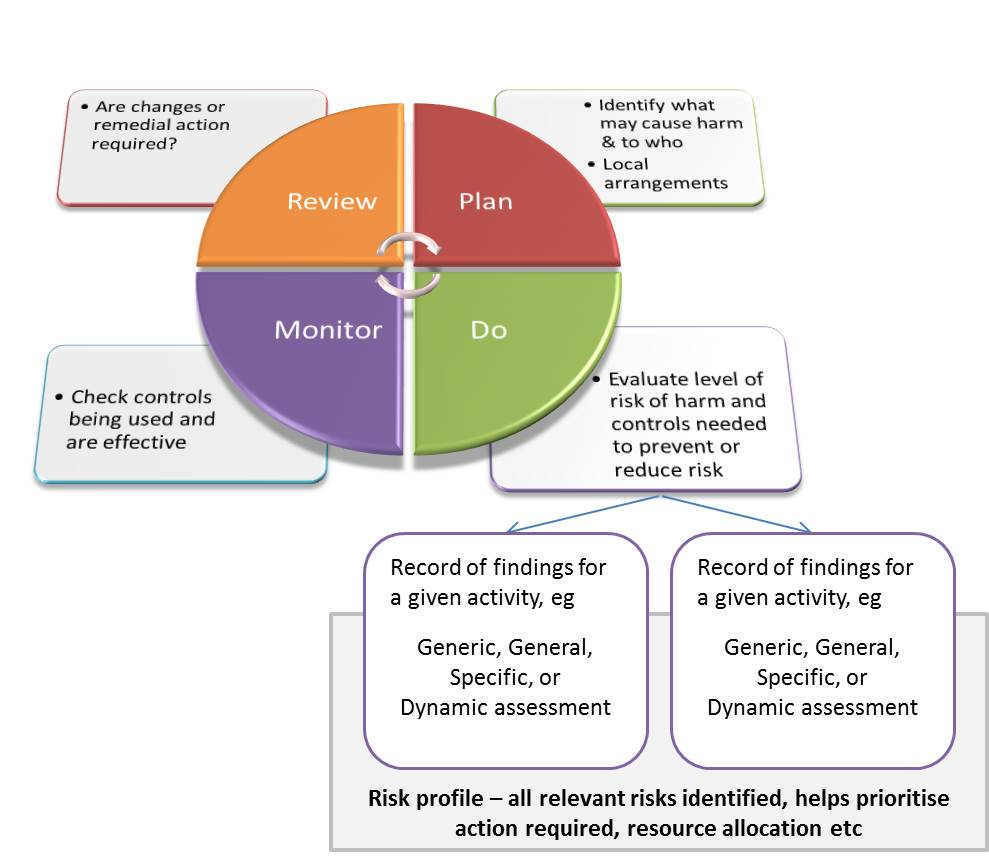 • Are changes or
remedial action
required?
• Identify what
may cause harm
& to who
• Local
arrangements
Review
Plan
Monitor
Do
• Check controls
being used and
are effective
• Evaluate level of
risk of harm and
controls needed
to prevent or
reduce risk
Record of findings for
a given activity, eg
Generic, General,
Specific, or
Dynamic assessment
Record of findings for
a given activity, eg
Generic, General,
Specific, or
Dynamic assessment
Risk profile – all relevant risks identified, helps prioritise
action required, resource allocation etc